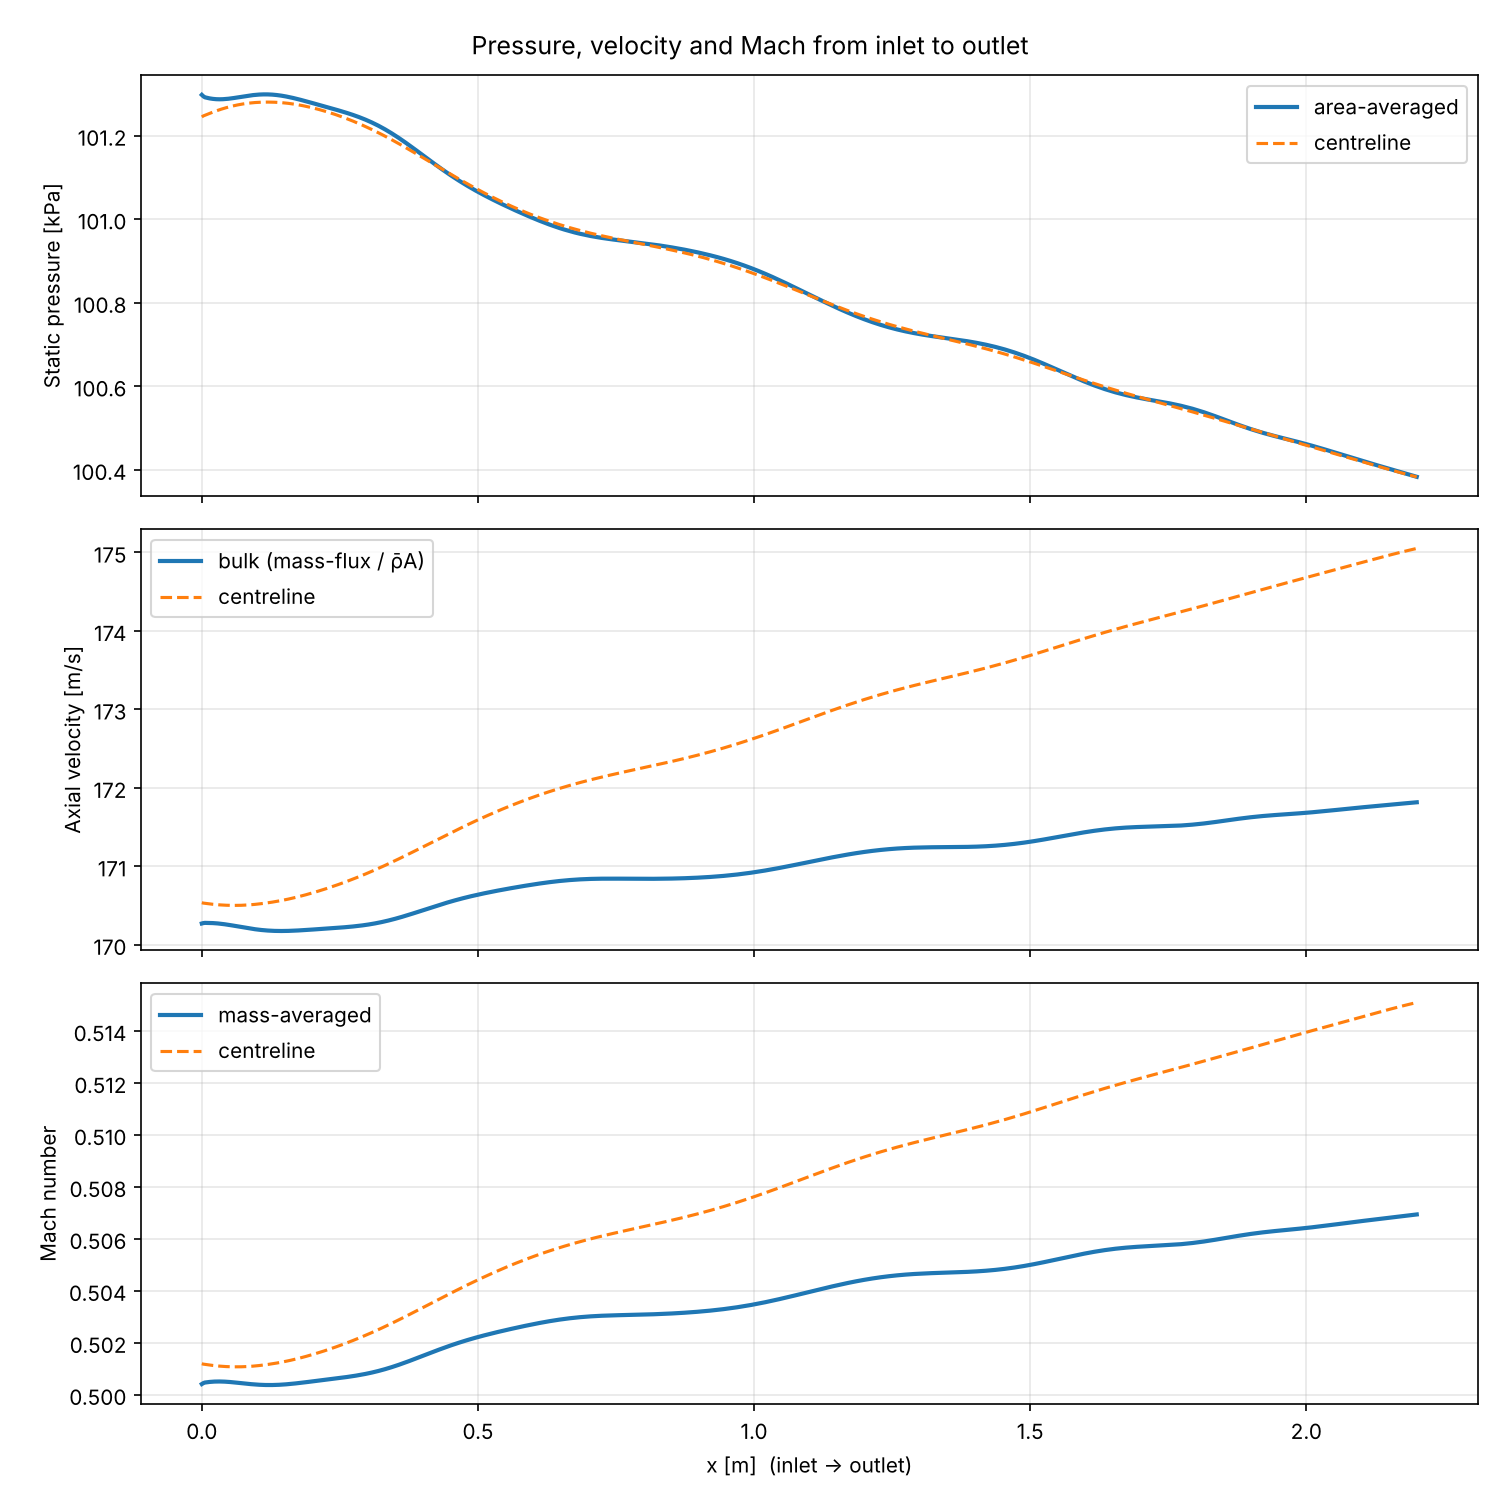 Pressure, velocity and Mach from inlet to outlet
Static pressure [kPa]
101.2
101.0
100.8
100.6
100.4
area-averaged
centreline
Axial velocity [m/s]
175
174
173
172
171
170
bulk (mass-flux / ρ̄A)
centreline
Mach number
0.514
0.512
0.510
0.508
0.506
0.504
0.502
0.500
mass-averaged
centreline
0.0 0.5 1.0 1.5 2.0
x [m] (inlet → outlet)